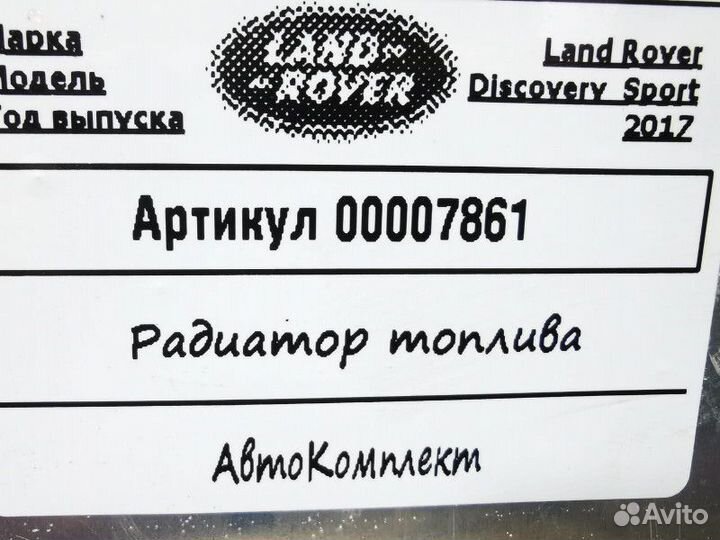 Марка
LAND
Land Rover
Модель
ROVER
Discovery Sport
Год выпуска
2017
Артикул 00007861
Радиатор топлива
АвтоКомплект
Avito